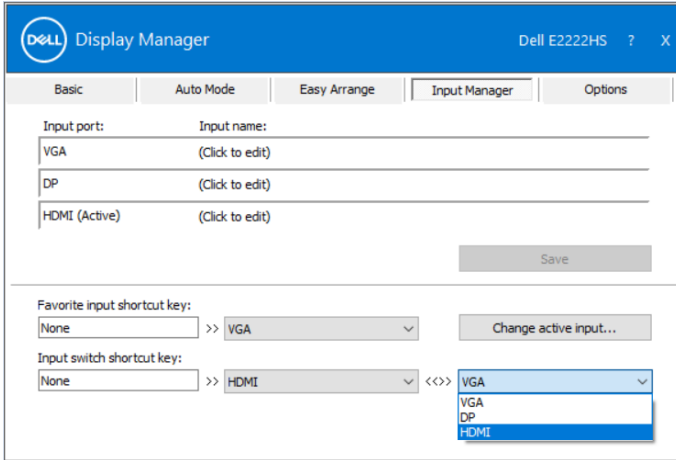 DELL Display Manager Dell E2222HS ? X
Basic Auto Mode Easy Arrange Input Manager Options
Input port: Input name:
VGA (Click to edit)
DP (Click to edit)
HDMI (Active) (Click to edit)
Save
Favorite input shortcut key:
None >> VGA Change active input...
Input switch shortcut key:
None >> HDMI <<>> VGA
VGA
DP
HDMI